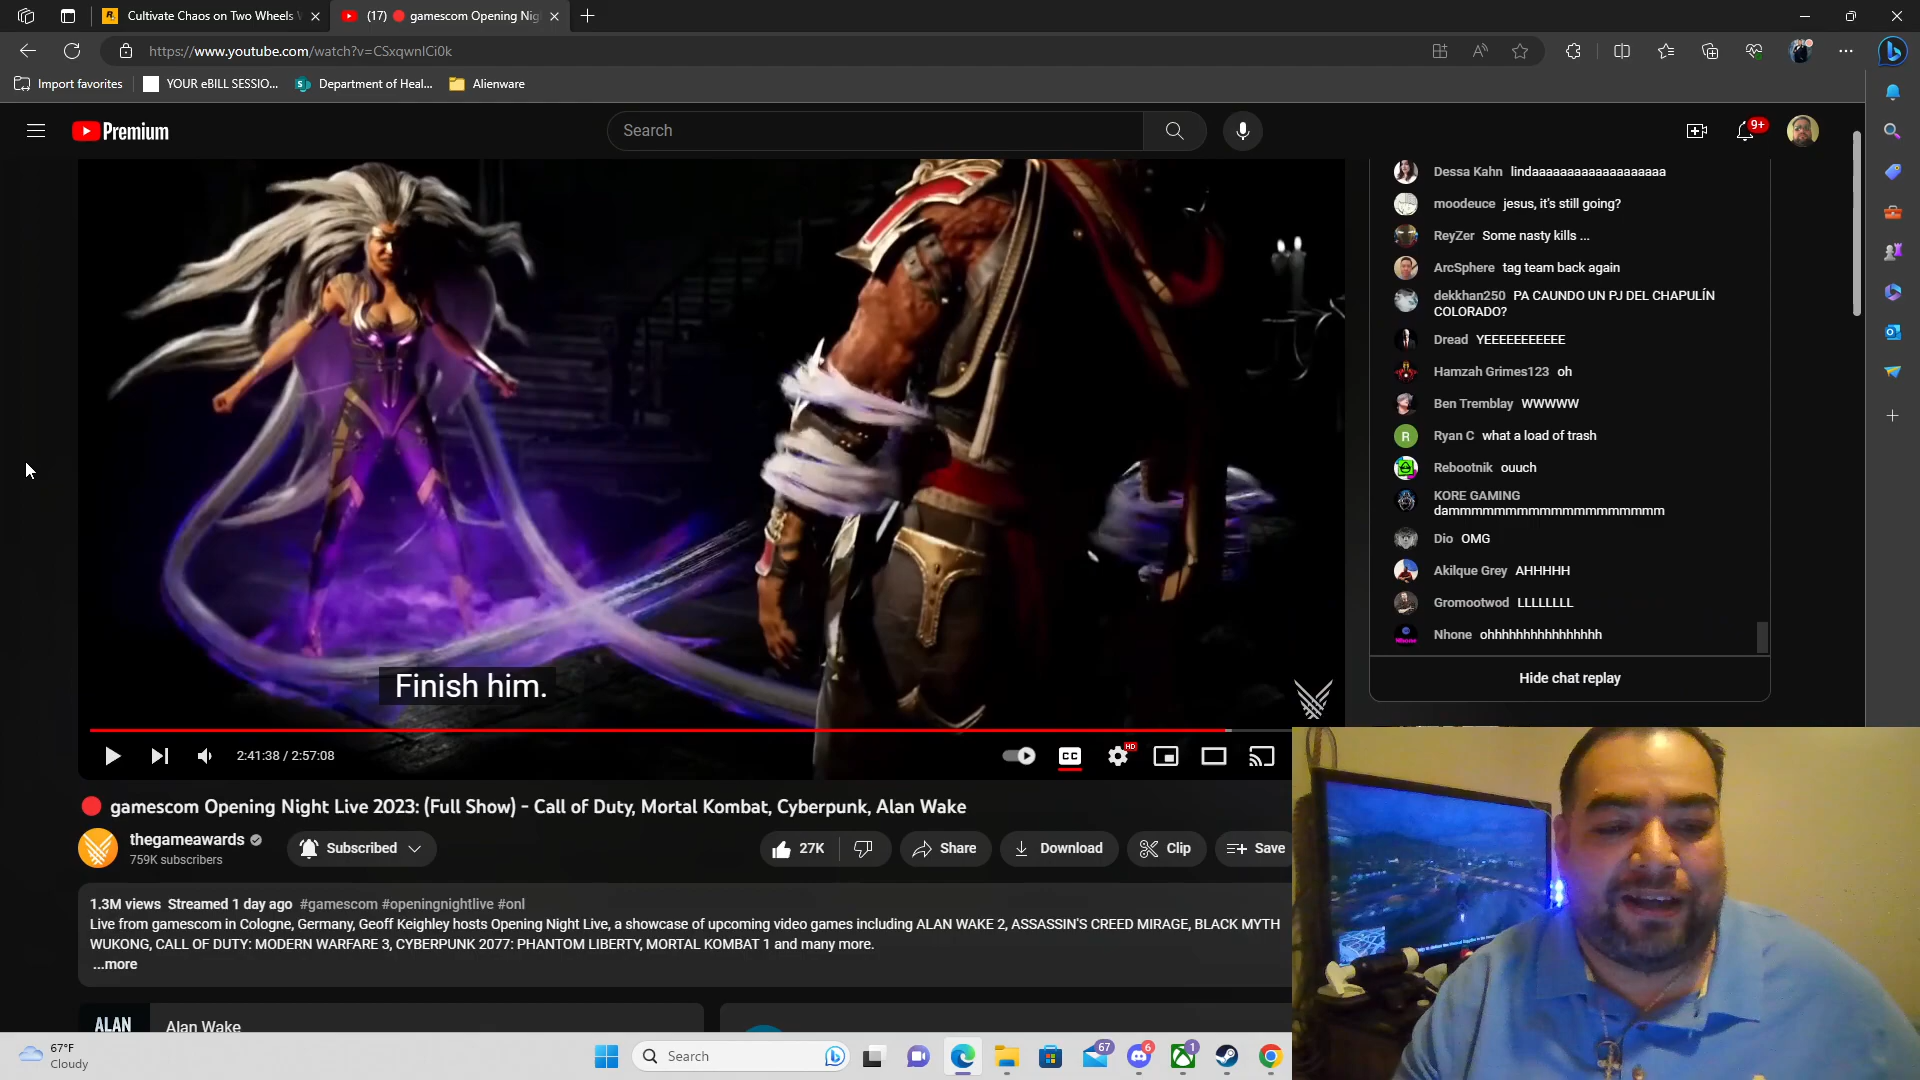 Cultivate Chaos on Two Wheels
(17) gamescom Opening Nig
https://www.youtube.com/watch?v=CSxqwnlCi0k
Import favorites
YOUR eBILL SESSIO...
Department of Heal...
Alienware
Premium
Search
9+
Dessa Kahn lindaaaaaaaaaaaaaaaaaaa
moodeuce jesus, it's still going?
ReyZer Some nasty kills ...
ArcSphere tag team back again
dekkhan250 PA CAUNDO UN PJ DEL CHAPULÍN
COLORADO?
Dread YEEEEEEEEEEE
Hamzah Grimes123 oh
Ben Tremblay WWWWW
R Ryan C what a load of trash
Rebootnik ouuch
KORE GAMING
dammmmmmmmmmmmmmmmmmmm
Dio OMG
Akilque Grey AHHHHH
Gromootwod LLLLLLLL
Nhone ohhhhhhhhhhhhhhhh
Hide chat replay
Finish him.
2:41:38 / 2:57:08
CC
HD
gamescom Opening Night Live 2023: (Full Show) - Call of Duty, Mortal Kombat, Cyberpunk, Alan Wake
thegameawards
759K subscribers
Subscribed
27K
Share
Download
Clip
Save
1.3M views Streamed 1 day ago #gamescom #openingnightlive #onl
Live from gamescom in Cologne, Germany, Geoff Keighley hosts Opening Night Live, a showcase of upcoming video games including ALAN WAKE 2, ASSASSIN'S CREED MIRAGE, BLACK MYTH
WUKONG, CALL OF DUTY: MODERN WARFARE 3, CYBERPUNK 2077: PHANTOM LIBERTY, MORTAL KOMBAT 1 and many more.
...more
ALAN
Alan Wake
67°F
Cloudy
Search
67
6
1